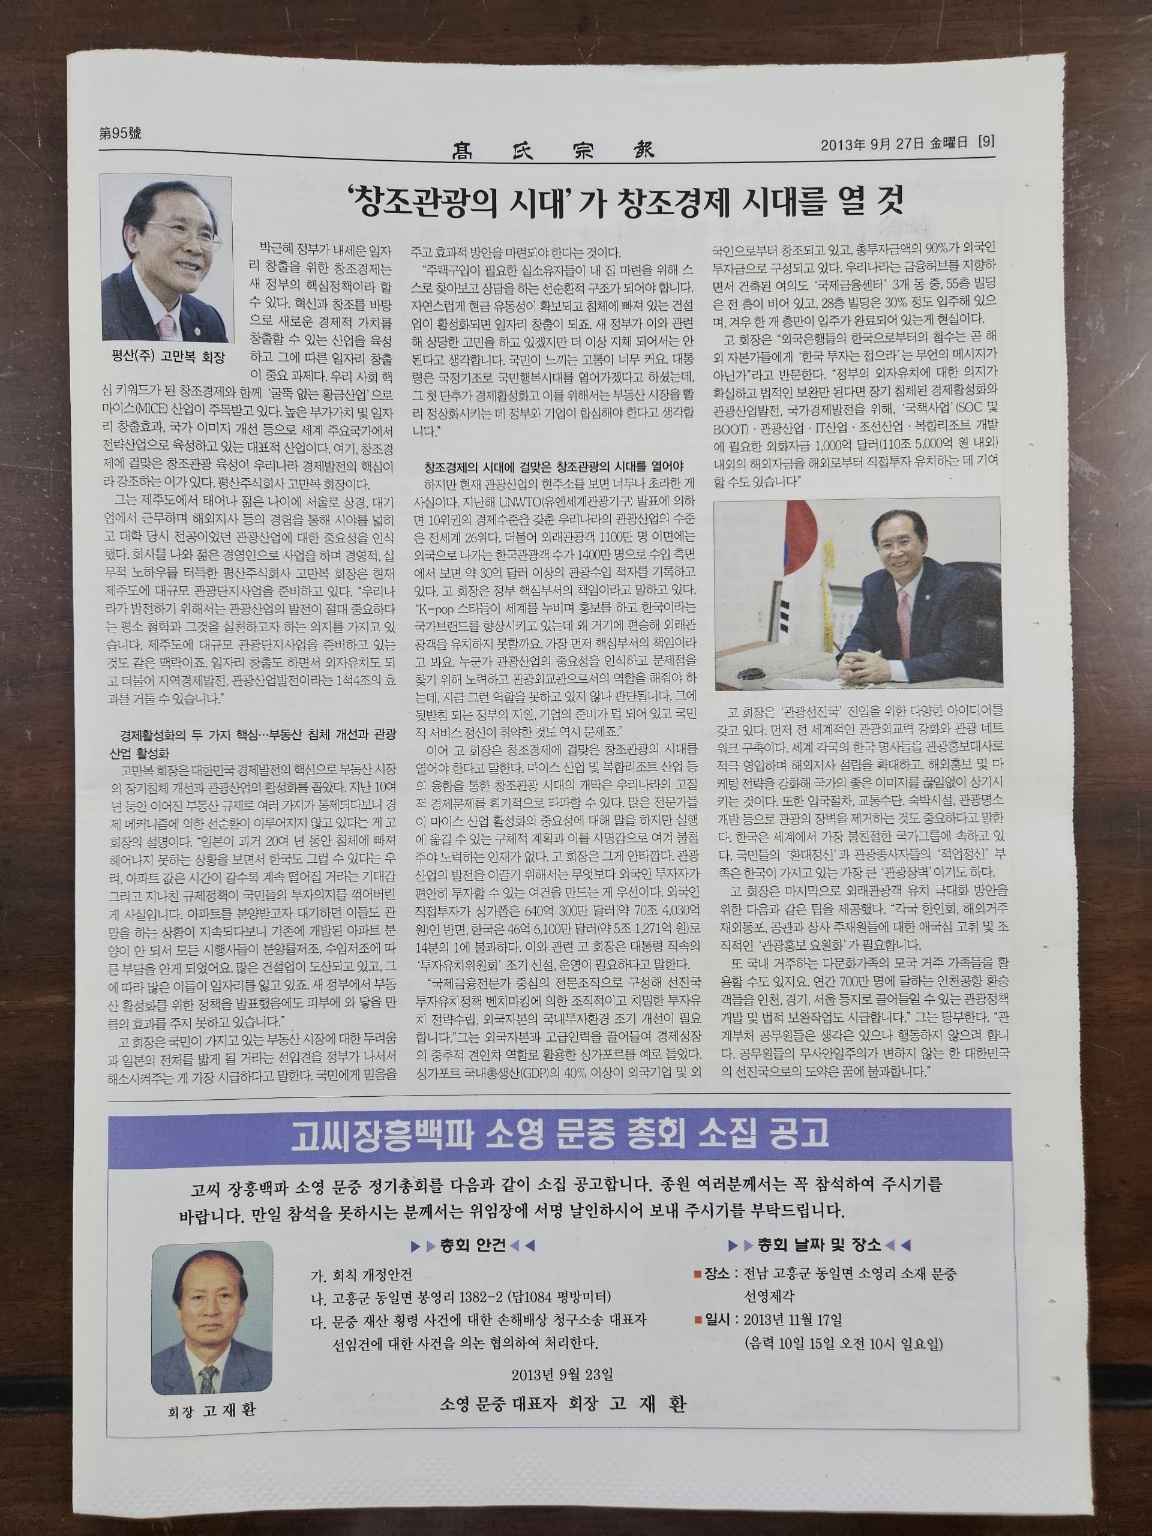 第95號
髙氏宗報
2013年 9月 27日 金曜日 [9]
'창조관광의 시대'가 창조경제 시대를 열 것
평산(주) 고만복 회장
박근혜 정부가 내세운 일자
리 창출을 위한 창조경제는
새 정부의 핵심정책이라 할
수 있다. 혁신과 창조를 바탕
으로 새로운 경제적 가치를
창출할 수 있는 산업을 육성
하고 그에 따른 일자리 창출
이 중요 과제다. 우리 사회 핵
심 키워드가 된 창조경제와 함께 '굴뚝 없는 황금산업'으로
마이스(MICE) 산업이 주목받고 있다. 높은 부가가치 및 일자
리 창출효과, 국가 이미지 개선 등으로 세계 주요국가에서
전략산업으로 육성하고 있는 대표적 산업이다. 여기, 창조경
제에 걸맞은 창조관광 육성이 우리나라 경제발전의 핵심이
라 강조하는 이가 있다. 평산주식회사 고만복 회장이다.
그는 제주도에서 태어나 젊은 나이에 서울로 상경, 대기
업에서 근무하며 해외지사 등의 경험을 통해 시야를 넓히
고 대학 당시 전공이었던 관광산업에 대한 중요성을 인식
했다. 회사를 나와 젊은 경영인으로 사업을 하며 경영적, 실
무적 노하우를 터득한 평산주식회사 고만복 회장은 현재
제주도에 대규모 관광단지사업을 준비하고 있다. "우리나
라가 발전하기 위해서는 관광산업의 발전이 절대 중요하다
는 평소 철학과 그것을 실천하고자 하는 의지를 가지고 있
습니다. 제주도에 대규모 관광단지사업을 준비하고 있는
것도 같은 맥락이죠. 일자리 창출도 하면서 외자유치도 되
고 더불어 지역경제발전, 관광산업발전이라는 1석4조의 효
과를 거둘 수 있습니다."
경제활성화의 두 가지 핵심…부동산 침체 개선과 관광
산업 활성화
고만복 회장은 대한민국 경제발전의 핵심으로 부동산 시장
의 장기침체 개선과 관광산업의 활성화를 꼽았다. 지난 10여
년 동안 이어진 부동산 규제로 여러 가지가 통제되다보니 경
제 메커니즘에 의한 선순환이 이루어지지 않고 있다는 게 고
회장의 설명이다. "일본이 과거 20여 년 동안 침체에 빠져
헤어나지 못하는 상황을 보면서 한국도 그럴 수 있다는 우
려, 아파트 값은 시간이 갈수록 계속 떨어질 거라는 기대감
그리고 지나친 규제정책이 국민들의 투자의지를 꺾어버린
게 사실입니다. 아파트를 분양받고자 대기하던 이들도 관
망을 하는 상황이 지속되다보니 기존에 개발된 아파트 분
양이 안 되서 모든 시행사들이 분양률저조, 수입저조에 따
른 부담을 안게 되었어요. 많은 건설업이 도산되고 있고, 그
에 따라 많은 이들이 일자리를 잃고 있죠. 새 정부에서 부동
산 활성화를 위한 정책을 발표했음에도 피부에 와 닿을 만
큼의 효과를 주지 못하고 있습니다."
고 회장은 국민이 가지고 있는 부동산 시장에 대한 두려움
과 일본의 전처를 밟게 될 거라는 선입견을 정부가 나서서
해소시켜주는 게 가장 시급하다고 말한다. 국민에게 믿음을
주고 효과적 방안을 마련되야 한다는 것이다.
"주택구입이 필요한 실소유자들이 내 집 마련을 위해 스
스로 찾아보고 상담을 하는 선순환적 구조가 되어야 합니다.
자연스럽게 현금 유동성이 확보되고 침체에 빠져 있는 건설
업이 활성화되면 일자리 창출이 되죠. 새 정부가 이와 관련
해 상당한 고민을 하고 있겠지만 더 이상 지체 되어서는 안
된다고 생각합니다. 국민이 느끼는 고통이 너무 커요. 대통
령은 국정기조로 국민행복시대를 열어가겠다고 하셨는데,
그 첫 단추가 경제활성화고 이를 위해서는 부동산 시장을 빨
리 정상화시키는 데 정부와 기업이 합심해야 한다고 생각합
니다."
창조경제의 시대에 걸맞은 창조관광의 시대를 열어야
하지만 현재 관광산업의 현주소를 보면 너무나 초라한 게
사실이다. 지난해 UNWTO(유엔세계관광기구) 발표에 의하
면 10위권의 경제수준을 갖춘 우리나라의 관광산업의 수준
은 전세계 26위다. 더불어 외래관광객 1100만 명 이면에는
외국으로 나가는 한국관광객 수가 1400만 명으로 수입 측면
에서 보면 약 30억 달러 이상의 관광수입 적자를 기록하고
있다. 고 회장은 정부 핵심부서의 책임이라고 말하고 있다.
"K-pop 스타들이 세계를 누비며 홍보를 하고 한국이라는
국가브랜드를 향상시키고 있는데 왜 거기에 편승해 외래관
광객을 유치하지 못할까요. 가장 먼저 핵심부서의 책임이라
고 봐요. 누군가 관광산업의 중요성을 인식하고 문제점을
찾기 위해 노력하고 관광외교관으로서의 역할을 해줘야 하
는데, 지금 그런 역할을 못하고 있지 않나 판단됩니다. 그에
뒷받침 되는 정부의 지원, 기업의 준비가 덜 되어 있고 국민
적 서비스 정신이 취약한 것도 역시 문제죠."
이어 고 회장은 창조경제에 걸맞은 창조관광의 시대를
열어야 한다고 말한다. 마이스 산업 및 복합리조트 산업 등
의 융합을 통한 창조관광 시대의 개막은 우리나라의 고질
적 경제문제를 획기적으로 타파할 수 있다. 많은 전문가들
이 마이스 산업 활성화의 중요성에 대해 말을 하지만 실행
에 옮길 수 있는 구체적 계획과 이를 사명감으로 여겨 불철
주야 노력하는 인재가 없다. 고 회장은 그게 안타깝다. 관광
산업의 발전을 이끌기 위해서는 무엇보다 외국인 투자자가
편안히 투자할 수 있는 여건을 만드는 게 우선이다. 외국인
직접투자가 싱가폴은 640억 300만 달러(약 70조 4,030억
원)인 반면, 한국은 46억 6,100만 달러(약 5조 1,271억 원)로
14분의 1에 불과하다. 이와 관련 고 회장은 대통령 직속의
'투자유치위원회' 조기 신설, 운영이 필요하다고 말한다.
"국제금융전문가 중심의 전문조직으로 구성해 선진국
투자유치정책 벤치마킹에 의한 조직적이고 치밀한 투자유
치 전략수립, 외국자본의 국내투자환경 조기 개선이 필요
합니다."그는 외국자본과 고급인력을 끌어들여 경제성장
의 중추적 견인차 역할로 활용한 싱가포르를 예로 들었다.
싱가포트 국내총생산(GDP)의 40% 이상이 외국기업 및 외
국인으로부터 창조되고 있고, 총투자금액의 90%가 외국인
투자금으로 구성되고 있다. 우리나라는 금융허브를 지향하
면서 건축된 여의도 '국제금융센터' 3개 동 중, 55층 빌딩
은 전 층이 비어 있고, 28층 빌딩은 30% 정도 입주해 있으
며, 겨우 한 개 층만이 입주가 완료되어 있는게 현실이다.
고 회장은 "외국은행들의 한국으로부터의 철수는 곧 해
외 자본가들에게 '한국 투자는 접으라'는 무언의 메시지가
아닌가"라고 반문한다. "정부의 외자유치에 대한 의지가
확실하고 법적인 보완만 된다면 장기 침체된 경제활성화와
관광산업발전, 국가경제발전을 위해, '국책사업'(SOC 및
BOOT)·관광산업·IT산업·조선산업·복합리조트 개발
에 필요한 외화자금 1,000억 달러(110조 5,000억 원 내외)
내외의 해외자금을 해외로부터 직접투자 유치하는 데 기여
할 수도 있습니다"
고 회장은 '관광선진국' 진입을 위한 다양한 아이디어를
갖고 있다. 먼저 전 세계적인 관광외교력 강화와 관광 네트
워크 구축이다. 세계 각국의 한국 명사들을 관광홍보대사로
적극 영입하며 해외지사 설립을 확대하고, 해외홍보 및 마
케팅 전략을 강화해 국가의 좋은 이미지를 끊임없이 상기시
키는 것이다. 또한 입국절차, 교통수단, 숙박시설, 관광명소
개발 등으로 관광의 장벽을 제거하는 것도 중요하다고 말한
다. 한국은 세계에서 가장 불친절한 국가그룹에 속하고 있
다. 국민들의 '환대정신'과 관광종사자들의 '직업정신' 부
족은 한국이 가지고 있는 가장 큰 '관광장벽'이기도 하다.
고 회장은 마지막으로 외래관광객 유치 극대화 방안을
위한 다음과 같은 팁을 제공했다. "각국 한인회, 해외거주
재외동포, 공관과 상사 주재원들에 대한 애국심 고취 및 조
직적인 '관광홍보 요원화'가 필요합니다.
또 국내 거주하는 다문화가족의 모국 거주 가족들을 활
용할 수도 있지요. 연간 700만 명에 달하는 인천공항 환승
객들을 인천, 경기, 서울 등지로 끌어들일 수 있는 관광정책
개발 및 법적 보완작업도 시급합니다." 그는 당부한다. "관
계부처 공무원들은 생각은 있으나 행동하지 않으려 합니
다. 공무원들의 무사안일주의가 변하지 않는 한 대한민국
의 선진국으로의 도약은 꿈에 불과합니다."
고씨장흥백파 소영 문중 총회 소집 공고
고씨 장흥백파 소영 문중 정기총회를 다음과 같이 소집 공고합니다. 종원 여러분께서는 꼭 참석하여 주시기를
바랍니다. 만일 참석을 못하시는 분께서는 위임장에 서명 날인하시어 보내 주시기를 부탁드립니다.
▶▶총회 안건◀◀
가. 회칙 개정안건
나. 고흥군 동일면 봉영리 1382-2 (답1084 평방미터)
다. 문중 재산 횡령 사건에 대한 손해배상 청구소송 대표자
선임건에 대한 사건을 의논 협의하여 처리한다.
▶▶총회 날짜 및 장소◀◀
■장소 : 전남 고흥군 동일면 소영리 소재 문중
선영제각
■일시 : 2013년 11월 17일
(음력 10일 15일 오전 10시 일요일)
2013년 9월 23일
소영 문중 대표자 회장 고 재 환
회장 고 재 환